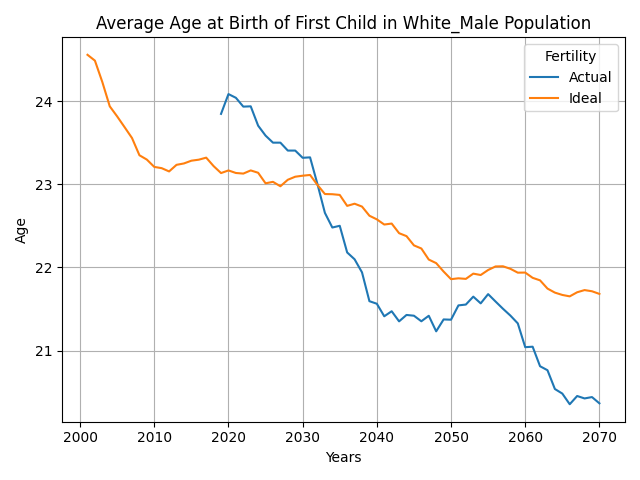 Average Age at Birth of First Child in White_Male Population
Fertility
Actual
Ideal
Age
24
23
22
21
2000 2010 2020 2030 2040 2050 2060 2070
Years